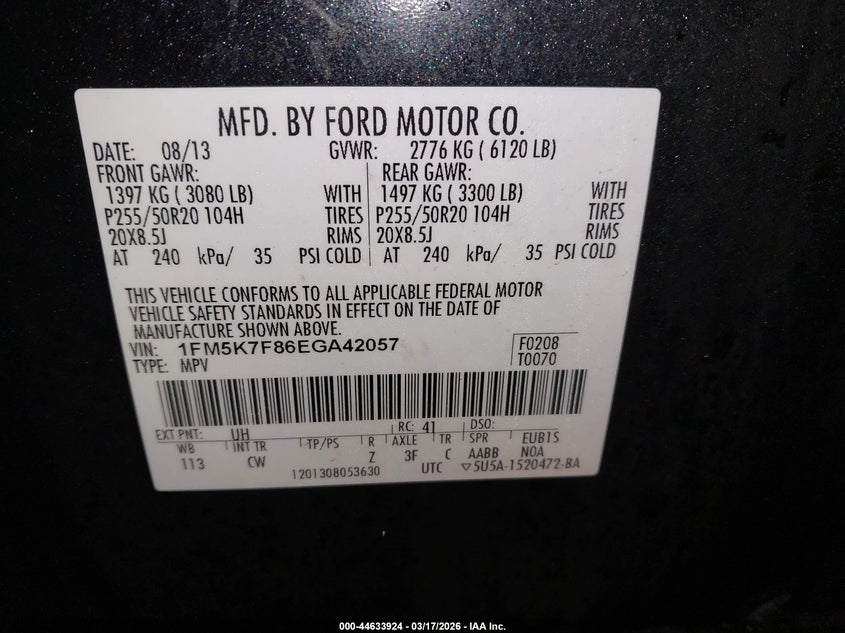 MFD. BY FORD MOTOR CO.
DATE: 08/13 GVWR: 2776 KG ( 6120 LB)
FRONT GAWR: REAR GAWR:
1397 KG ( 3080 LB) WITH 1497 KG ( 3300 LB) WITH
P255/50R20 104H TIRES P255/50R20 104H TIRES
20X8.5J RIMS 20X8.5J RIMS
AT 240 kPa/ 35 PSI COLD AT 240 kPa/ 35 PSI COLD
THIS VEHICLE CONFORMS TO ALL APPLICABLE FEDERAL MOTOR
VEHICLE SAFETY STANDARDS IN EFFECT ON THE DATE OF
MANUFACTURE SHOWN ABOVE.
VIN: 1FM5K7F86EGA42057 F0208
TYPE: MPV T0070
EXT PNT: UH RC: 41 DSO:
WB INT TR TP/PS R AXLE TR SPR EUB1S
113 CW Z 3F C AABB NOA
1201308053630 UTC ▽5U5A-1520472-BA
000-44633924 - 03/17/2026 - IAA Inc.